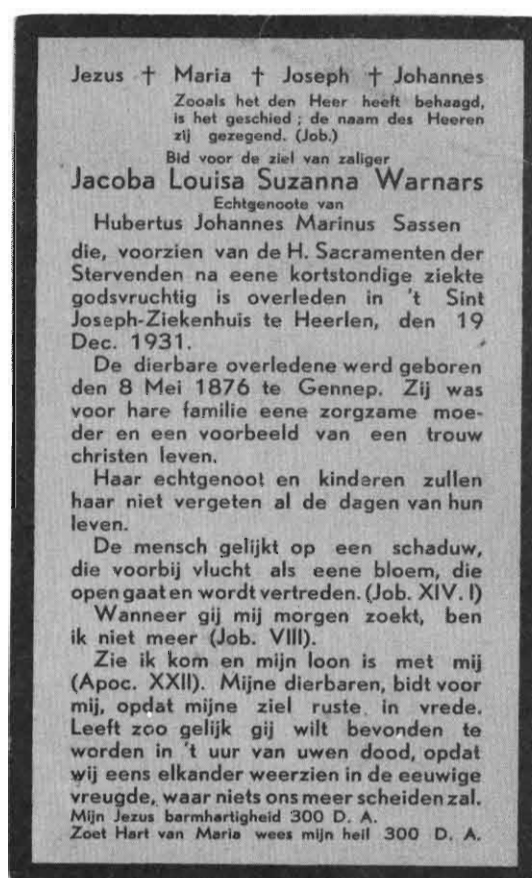 Jezus † Maria † Joseph † Johannes
Zooals het den Heer heeft behaagd,
is het geschied ; de naam des Heeren
zij gezegend. (Job.)
Bid voor de ziel van zaliger
Jacoba Louisa Suzanna Warnars
Echtgenoote van
Hubertus Johannes Marinus Sassen
die, voorzien van de H. Sacramenten der
Stervenden na eene kortstondige ziekte
godsvruchtig is overleden in 't Sint
Joseph-Ziekenhuis te Heerlen, den 19
Dec. 1931.
De dierbare overledene werd geboren
den 8 Mei 1876 te Gennep. Zij was
voor hare familie eene zorgzame moe-
der en een voorbeeld van een trouw
christen leven.
Haar echtgenoot en kinderen zullen
haar niet vergeten al de dagen van hun
leven.
De mensch gelijkt op een schaduw,
die voorbij vlucht als eene bloem, die
open gaat en wordt vertreden. (Job. XIV. I)
Wanneer gij mij morgen zoekt, ben
ik niet meer (Job. VIII).
Zie ik kom en mijn loon is met mij
(Apoc. XXII). Mijne dierbaren, bidt voor
mij, opdat mijne ziel ruste in vrede.
Leeft zoo gelijk gij wilt bevonden te
worden in 't uur van uwen dood, opdat
wij eens elkander weerzien in de eeuwige
vreugde, waar niets ons meer scheiden zal.
Mijn Jezus barmhartigheid 300 D. A.
Zoet Hart van Maria wees mijn heil 300 D. A.